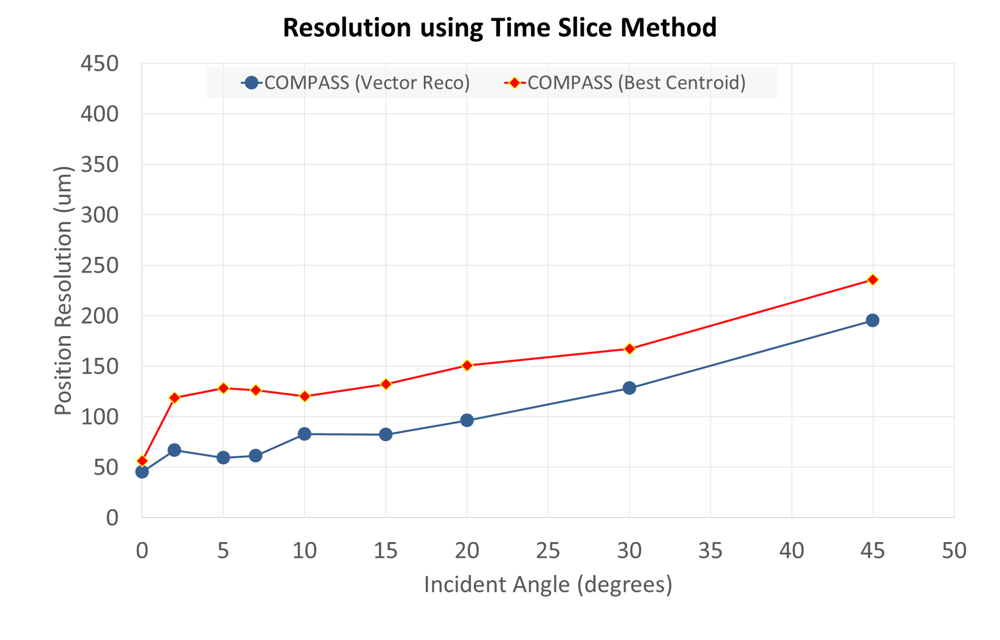 Resolution using Time Slice Method
COMPASS (Vector Reco) COMPASS (Best Centroid)
Position Resolution (um)
450
400
350
300
250
200
150
100
50
0
0 5 10 15 20 25 30 35 40 45 50
Incident Angle (degrees)